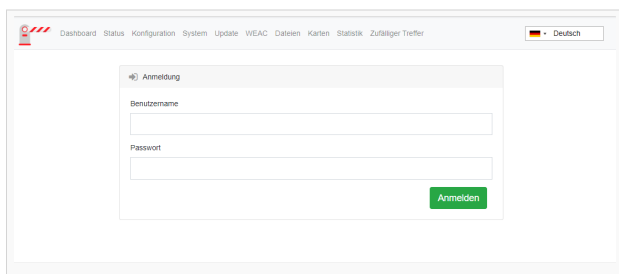 Dashboard Status Konfiguration System Update WEAC Dateien Karten Statistik Zufälliger Treffer Deutsch
Anmeldung
Benutzername
Passwort
Anmelden